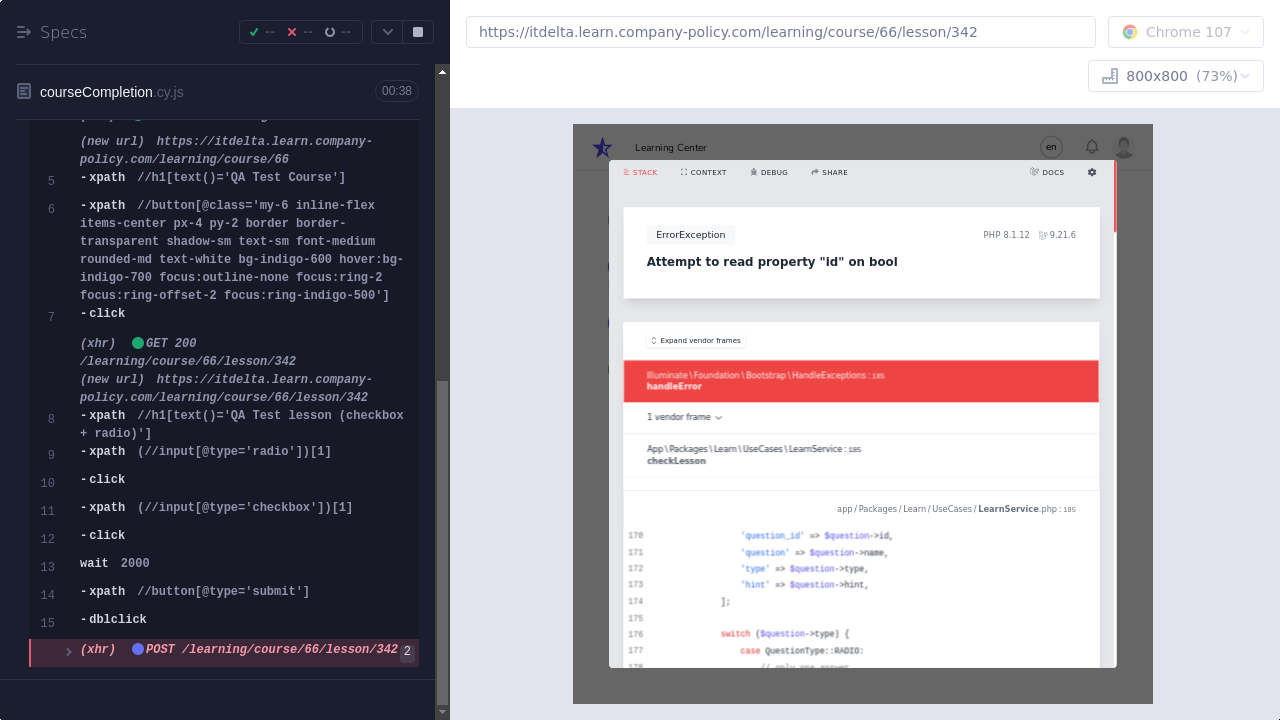 Specs
-- -- --
courseCompletion.cy.js
00:38
(new url) https://itdelta.learn.company-
policy.com/learning/course/66
5 -xpath //h1[text()='QA Test Course']
6 -xpath //button[@class='my-6 inline-flex
items-center px-4 py-2 border border-
transparent shadow-sm text-sm font-medium
rounded-md text-white bg-indigo-600 hover:bg-
indigo-700 focus:outline-none focus:ring-2
focus:ring-offset-2 focus:ring-indigo-500']
7 -click
(xhr) GET 200
/learning/course/66/lesson/342
(new url) https://itdelta.learn.company-
policy.com/learning/course/66/lesson/342
8 -xpath //h1[text()='QA Test lesson (checkbox
+ radio)']
9 -xpath (//input[@type='radio'])[1]
10 -click
11 -xpath (//input[@type='checkbox'])[1]
12 -click
13 wait 2000
14 -xpath //button[@type='submit']
15 -dblclick
(xhr) POST /learning/course/66/lesson/342 2
https://itdelta.learn.company-policy.com/learning/course/66/lesson/342
Chrome 107
800x800 (73%)
Learning Center
en
STACK CONTEXT DEBUG SHARE DOCS
ErrorException
PHP 8.1.12 9.21.6
Attempt to read property "id" on bool
Expand vendor frames
Illuminate\Foundation\Bootstrap\HandleExceptions:185
handleError
1 vendor frame
App\Packages\Learn\UseCases\LearnService:185
checkLesson
app/Packages/Learn/UseCases/LearnService.php:185
170 'question_id' => $question->id,
171 'question' => $question->name,
172 'type' => $question->type,
173 'hint' => $question->hint,
174 ];
175
176 switch ($question->type) {
177 case QuestionType::RADIO:
178 // only one answer